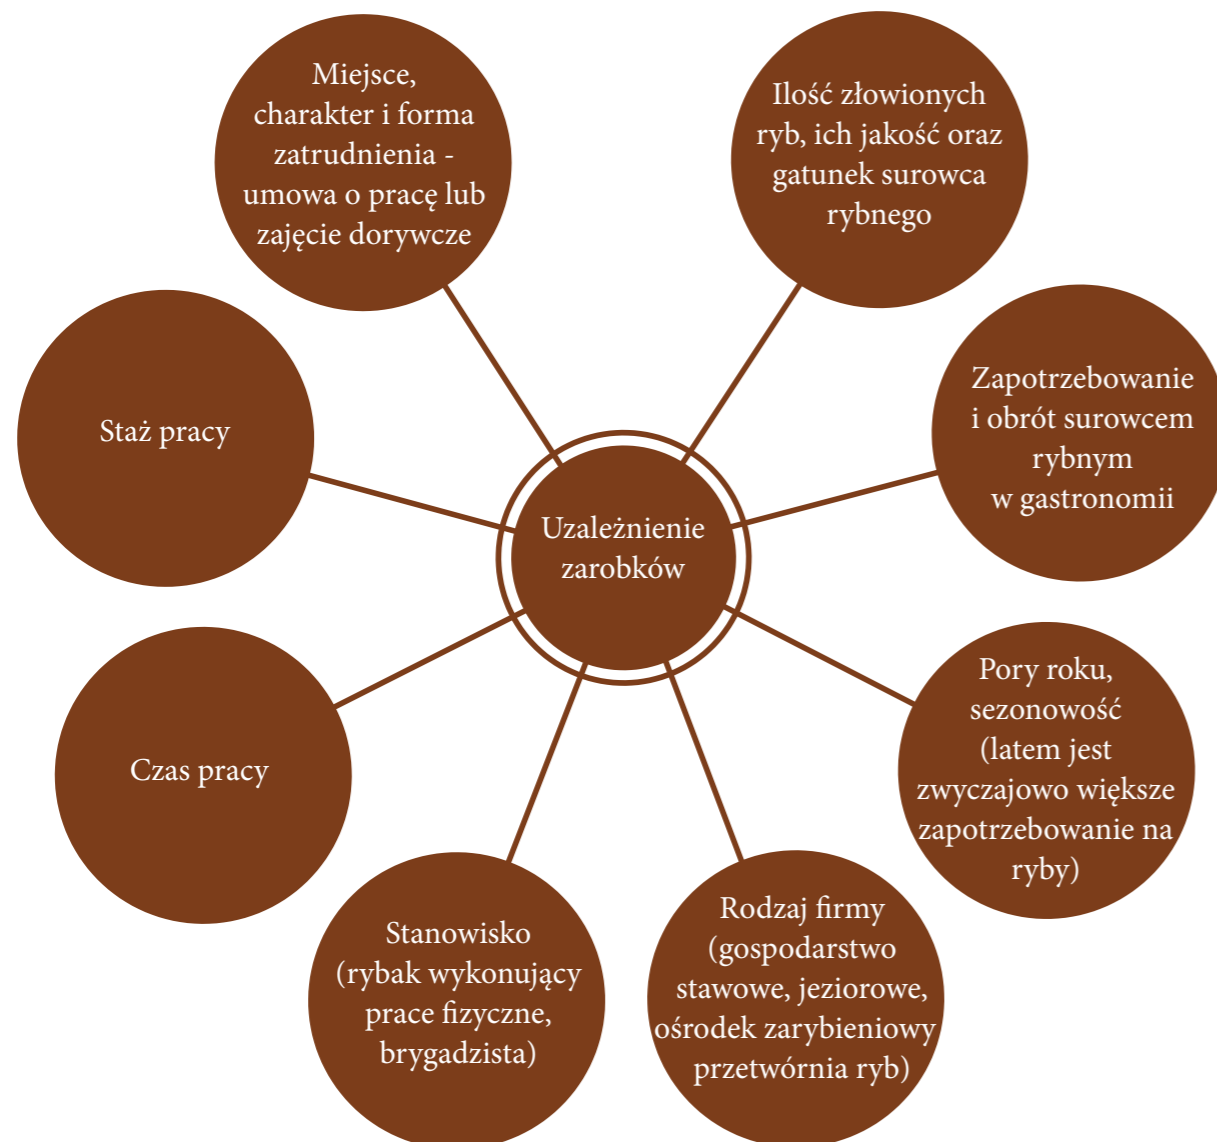 Miejsce,
charakter i forma
zatrudnienia -
umowa o pracę lub
zajęcie dorywcze
Ilość złowionych
ryb, ich jakość oraz
gatunek surowca
rybnego
Staż pracy
Zapotrzebowanie
i obrót surowcem
rybnym
w gastronomii
Uzależnienie
zarobków
Czas pracy
Pory roku,
sezonowość
(latem jest
zwyczajowo większe
zapotrzebowanie na
ryby)
Stanowisko
(rybak wykonujący
prace fizyczne,
brygadzista)
Rodzaj firmy
(gospodarstwo
stawowe, jeziorowe,
ośrodek zarybieniowy
przetwórnia ryb)